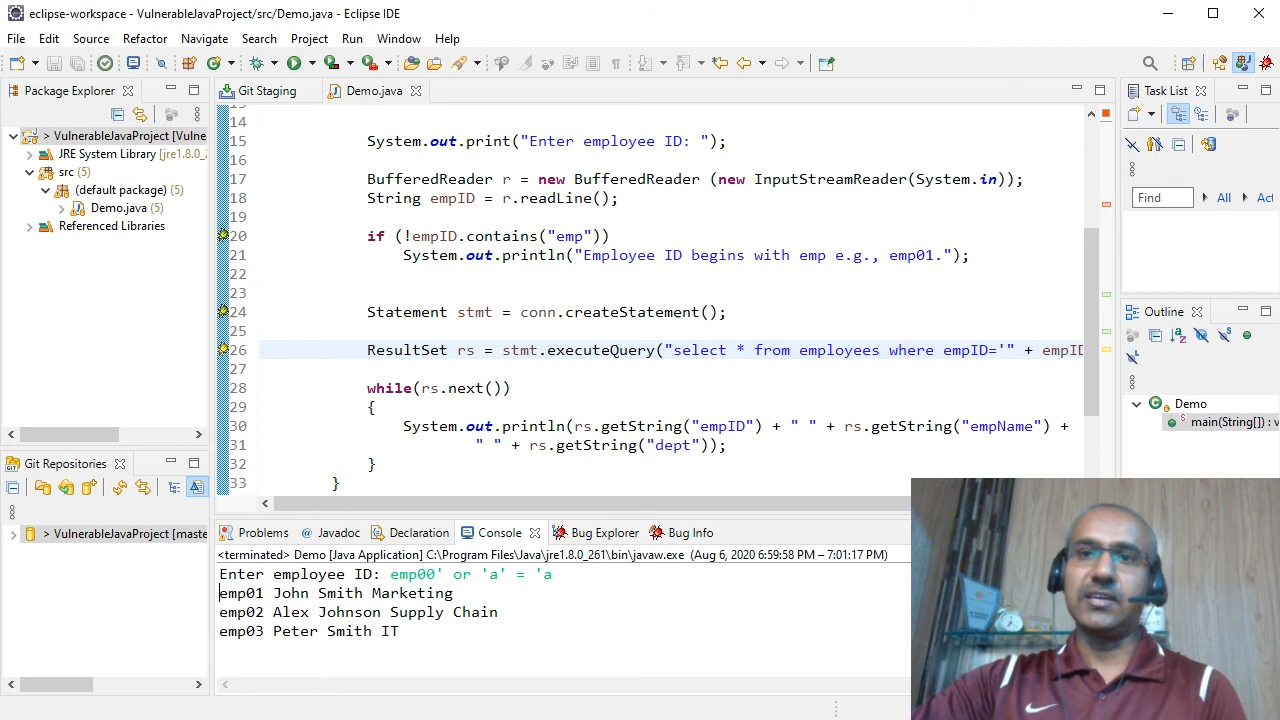 eclipse-workspace - VulnerableJavaProject/src/Demo.java - Eclipse IDE
File Edit Source Refactor Navigate Search Project Run Window Help
Package Explorer
> VulnerableJavaProject [Vulne
JRE System Library [jre1.8.0_2
src (5)
(default package) (5)
Demo.java (5)
Referenced Libraries
Git Repositories
> VulnerableJavaProject [maste
Git Staging
Demo.java
14
15 System.out.print("Enter employee ID: ");
16
17 BufferedReader r = new BufferedReader (new InputStreamReader(System.in));
18 String empID = r.readLine();
19
20 if (!empID.contains("emp"))
21 System.out.println("Employee ID begins with emp e.g., emp01.");
22
23
24 Statement stmt = conn.createStatement();
25
26 ResultSet rs = stmt.executeQuery("select * from employees where empID='" + empID
27
28 while(rs.next())
29 {
30 System.out.println(rs.getString("empID") + " " + rs.getString("empName") +
31 " " + rs.getString("dept"));
32 }
33 }
Problems @ Javadoc Declaration Console Bug Explorer Bug Info
<terminated> Demo [Java Application] C:\Program Files\Java\jre1.8.0_261\bin\javaw.exe (Aug 6, 2020 6:59:58 PM – 7:01:17 PM)
Enter employee ID: emp00' or 'a' = 'a
emp01 John Smith Marketing
emp02 Alex Johnson Supply Chain
emp03 Peter Smith IT
Task List
Find All Act
Outline
Demo
main(String[]) : v